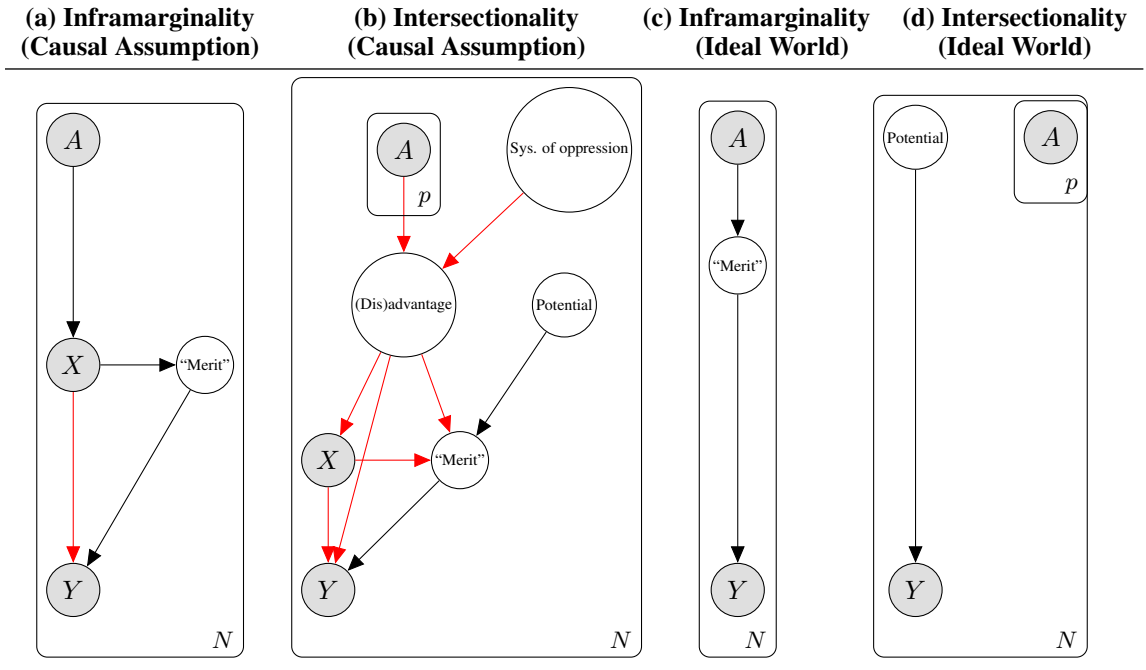 (a) Inframarginality
(Causal Assumption)
(b) Intersectionality
(Causal Assumption)
(c) Inframarginality
(Ideal World)
(d) Intersectionality
(Ideal World)
A
X
“Merit”
Y
N
A
p
Sys. of oppression
(Dis)advantage
Potential
X
“Merit”
Y
N
A
“Merit”
Y
N
Potential
A
p
Y
N